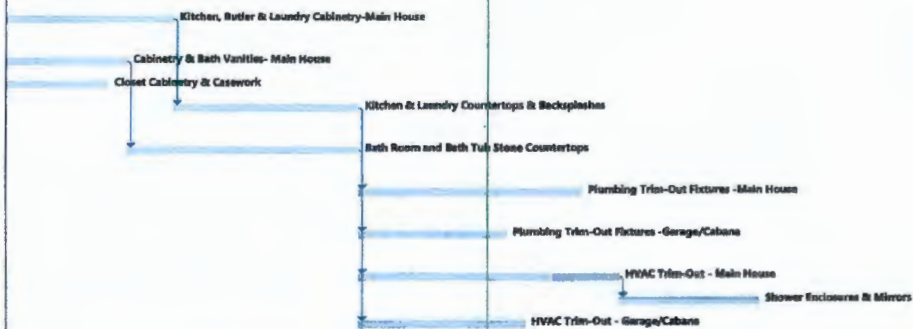 Kitchen, Butler & Laundry Cabinetry-Main House
Cabinetry & Bath Vanities- Main House
Closet Cabinetry & Casework
Kitchen & Laundry Countertops & Backsplashes
Bath Room and Bath Tub Stone Countertops
Plumbing Trim-Out Fixtures -Main House
Plumbing Trim-Out Fixtures -Garage/Cabana
HVAC Trim-Out - Main House
Shower Enclosures & Mirrors
HVAC Trim-Out - Garage/Cabana